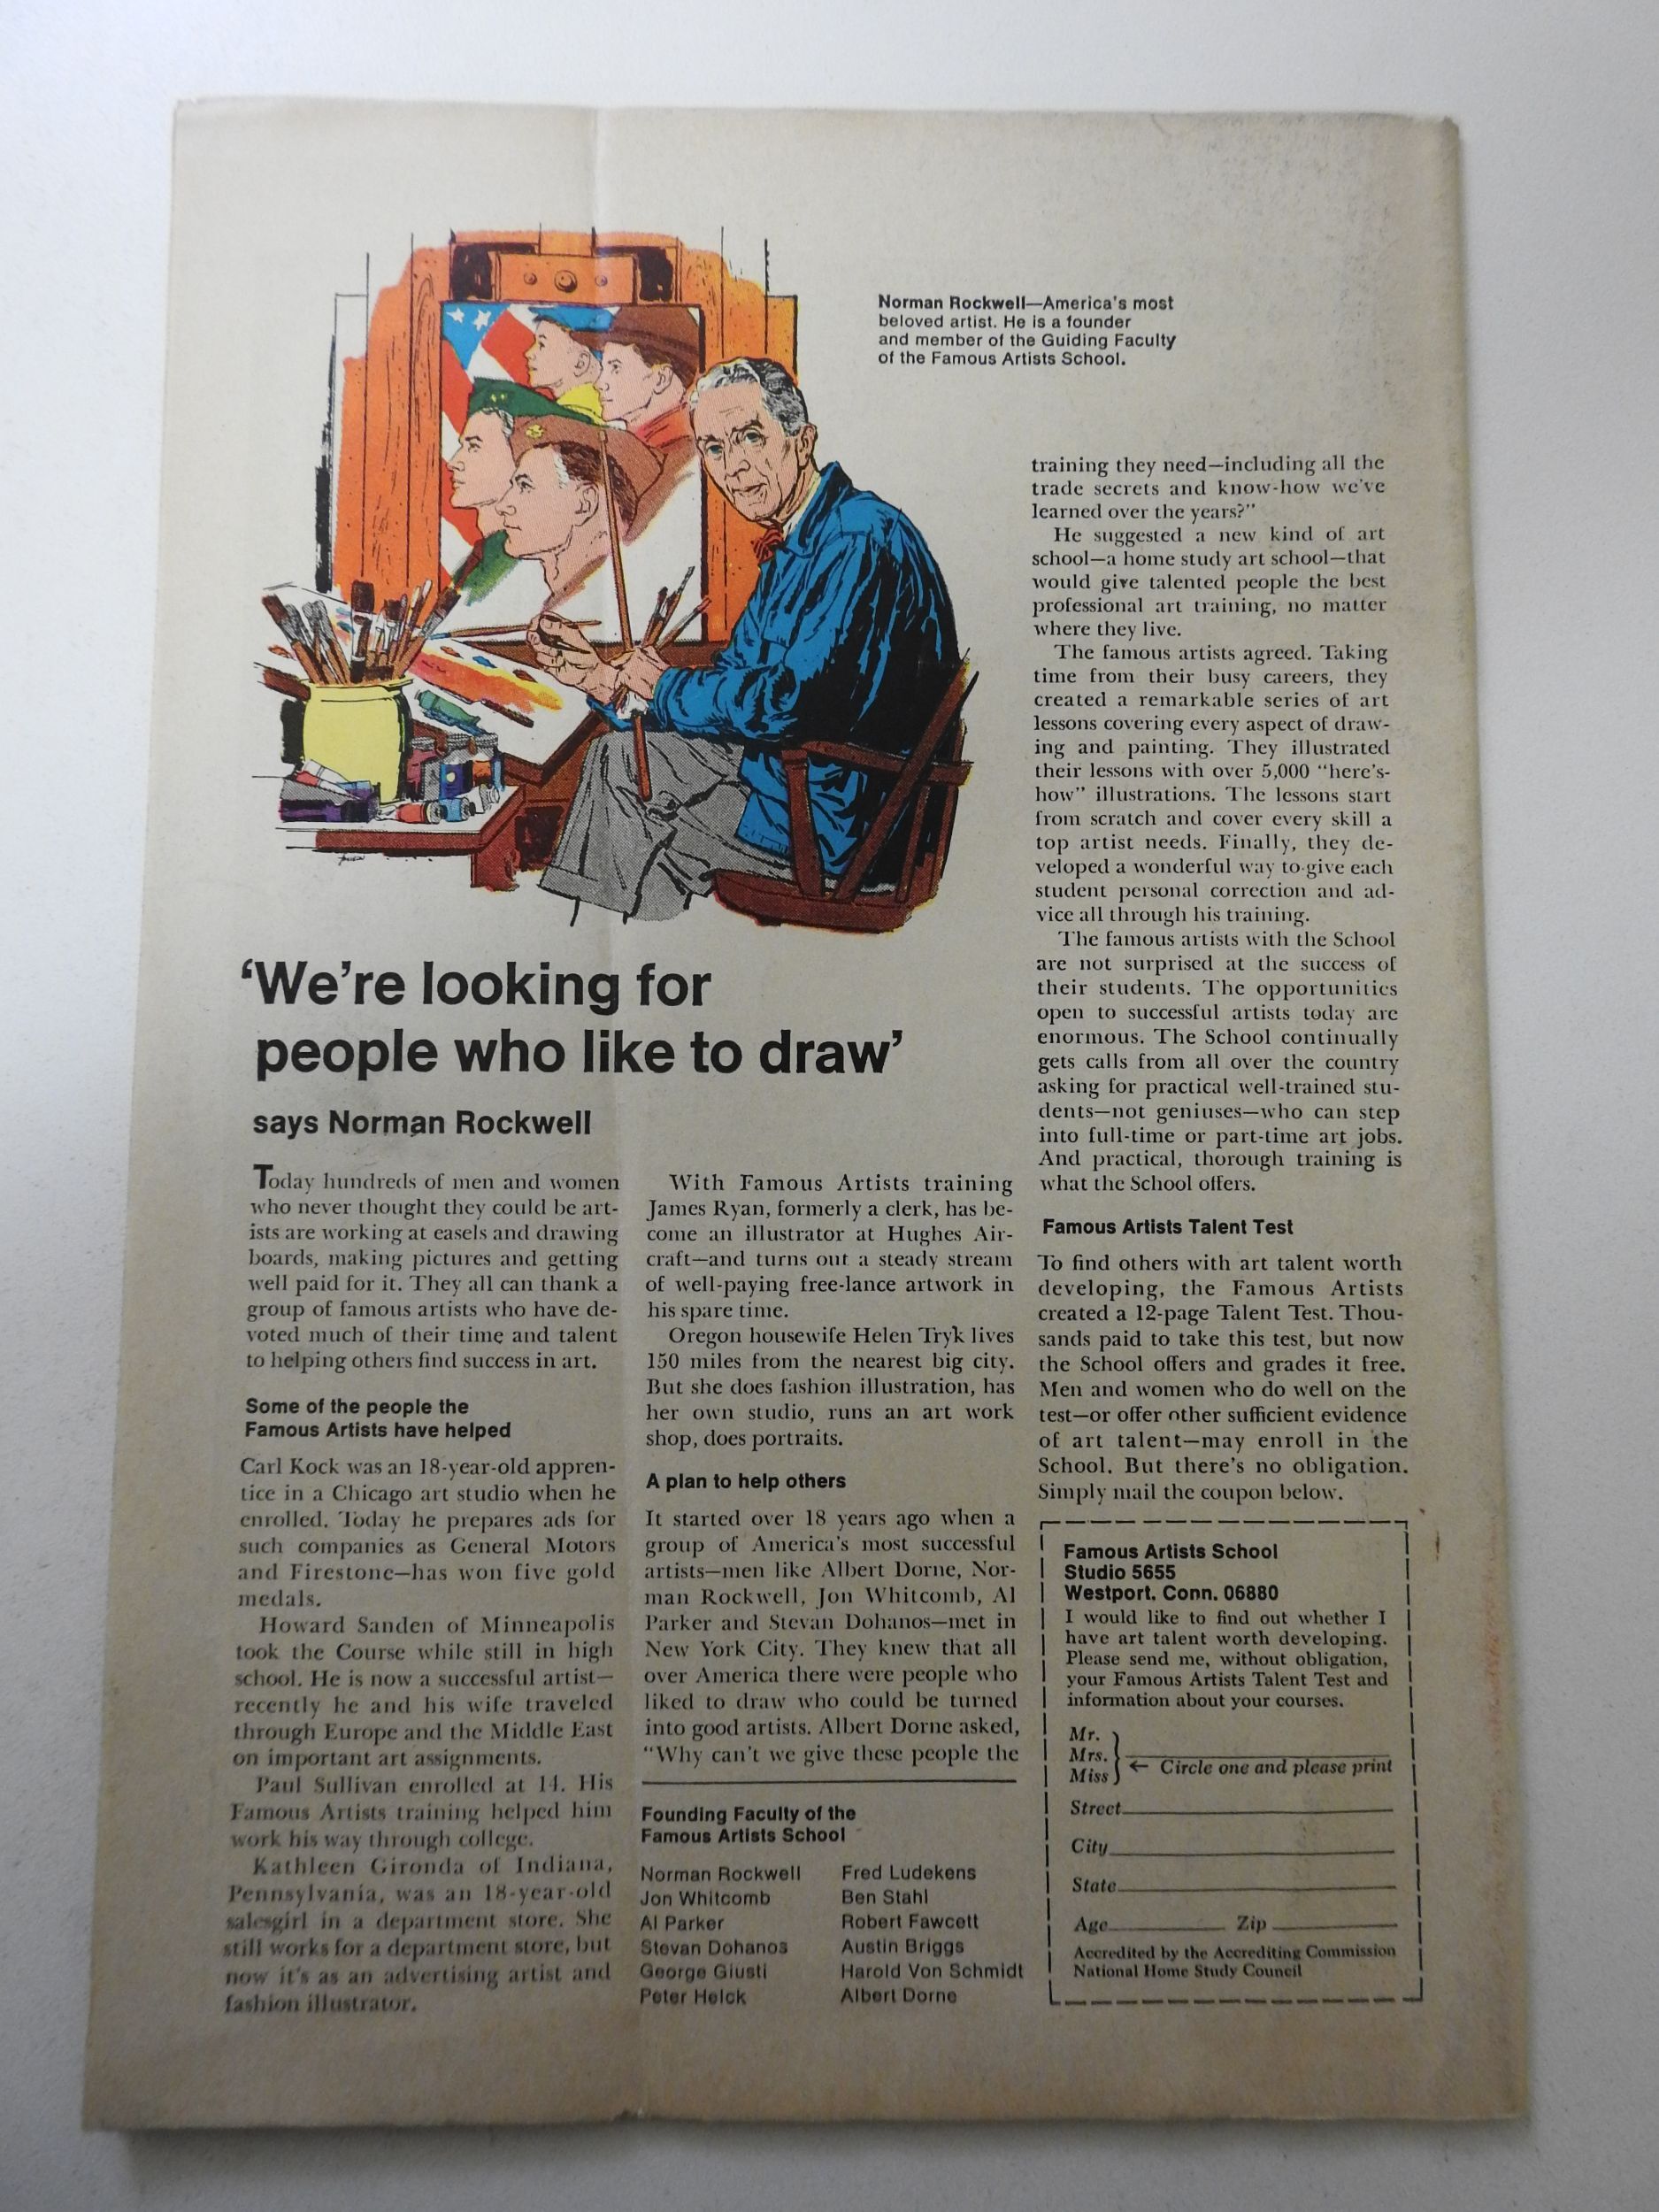 Norman Rockwell—America's most
beloved artist. He is a founder
and member of the Guiding Faculty
of the Famous Artists School.
'We're looking for
people who like to draw'
says Norman Rockwell
Today hundreds of men and women
who never thought they could be art-
ists are working at easels and drawing
boards, making pictures and getting
well paid for it. They all can thank a
group of famous artists who have de-
voted much of their time and talent
to helping others find success in art.
Some of the people the
Famous Artists have helped
Carl Kock was an 18-year-old appren-
tice in a Chicago art studio when he
enrolled. Today he prepares ads for
such companies as General Motors
and Firestone—has won five gold
medals.
Howard Sanden of Minneapolis
took the Course while still in high
school. He is now a successful artist—
recently he and his wife traveled
through Europe and the Middle East
on important art assignments.
Paul Sullivan enrolled at 14. His
Famous Artists training helped him
work his way through college.
Kathleen Gironda of Indiana,
Pennsylvania, was an 18-year-old
salesgirl in a department store. She
still works for a department store, but
now it's as an advertising artist and
fashion illustrator.
With Famous Artists training
James Ryan, formerly a clerk, has be-
come an illustrator at Hughes Air-
craft—and turns out a steady stream
of well-paying free-lance artwork in
his spare time.
Oregon housewife Helen Tryk lives
150 miles from the nearest big city.
But she does fashion illustration, has
her own studio, runs an art work
shop, does portraits.
A plan to help others
It started over 18 years ago when a
group of America's most successful
artists—men like Albert Dorne, Nor-
man Rockwell, Jon Whitcomb, Al
Parker and Stevan Dohanos—met in
New York City. They knew that all
over America there were people who
liked to draw who could be turned
into good artists. Albert Dorne asked,
"Why can't we give these people the
training they need—including all the
trade secrets and know-how we've
learned over the years?"
He suggested a new kind of art
school—a home study art school—that
would give talented people the best
professional art training, no matter
where they live.
The famous artists agreed. Taking
time from their busy careers, they
created a remarkable series of art
lessons covering every aspect of draw-
ing and painting. They illustrated
their lessons with over 5,000 "here's-
how" illustrations. The lessons start
from scratch and cover every skill a
top artist needs. Finally, they de-
veloped a wonderful way to give each
student personal correction and ad-
vice all through his training.
The famous artists with the School
are not surprised at the success of
their students. The opportunities
open to successful artists today are
enormous. The School continually
gets calls from all over the country
asking for practical well-trained stu-
dents—not geniuses—who can step
into full-time or part-time art jobs.
And practical, thorough training is
what the School offers.
Famous Artists Talent Test
To find others with art talent worth
developing, the Famous Artists
created a 12-page Talent Test. Thou-
sands paid to take this test, but now
the School offers and grades it free.
Men and women who do well on the
test—or offer other sufficient evidence
of art talent—may enroll in the
School. But there's no obligation.
Simply mail the coupon below.
Founding Faculty of the
Famous Artists School
Norman Rockwell
Jon Whitcomb
Al Parker
Stevan Dohanos
George Giusti
Peter Helck
Fred Ludekens
Ben Stahl
Robert Fawcett
Austin Briggs
Harold Von Schmidt
Albert Dorne
Famous Artists School
Studio 5655
Westport, Conn. 06880
I would like to find out whether I
have art talent worth developing.
Please send me, without obligation,
your Famous Artists Talent Test and
information about your courses.
Mr.
Mrs.
Miss
← Circle one and please print
Street
City
State
Age Zip
Accredited by the Accrediting Commission
National Home Study Council